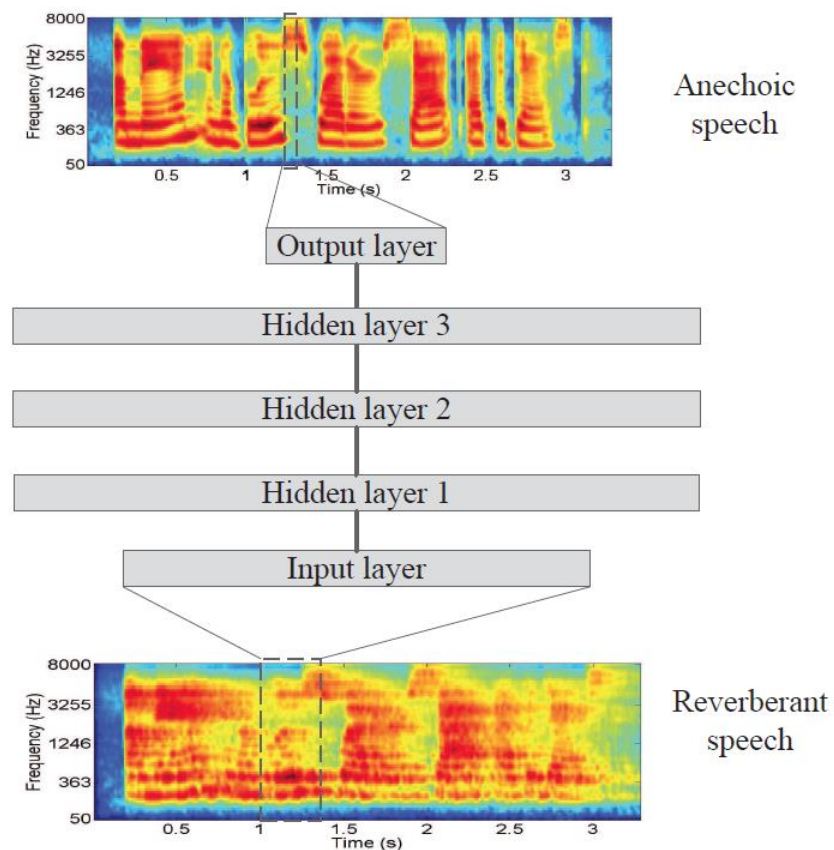 8000
3255
1246
363
50
Frequency (Hz)
0.5 1 1.5 2 2.5 3
Time (s)
Anechoic
speech
Output layer
Hidden layer 3
Hidden layer 2
Hidden layer 1
Input layer
8000
3255
1246
363
50
Frequency (Hz)
0.5 1 1.5 2 2.5 3
Time (s)
Reverberant
speech